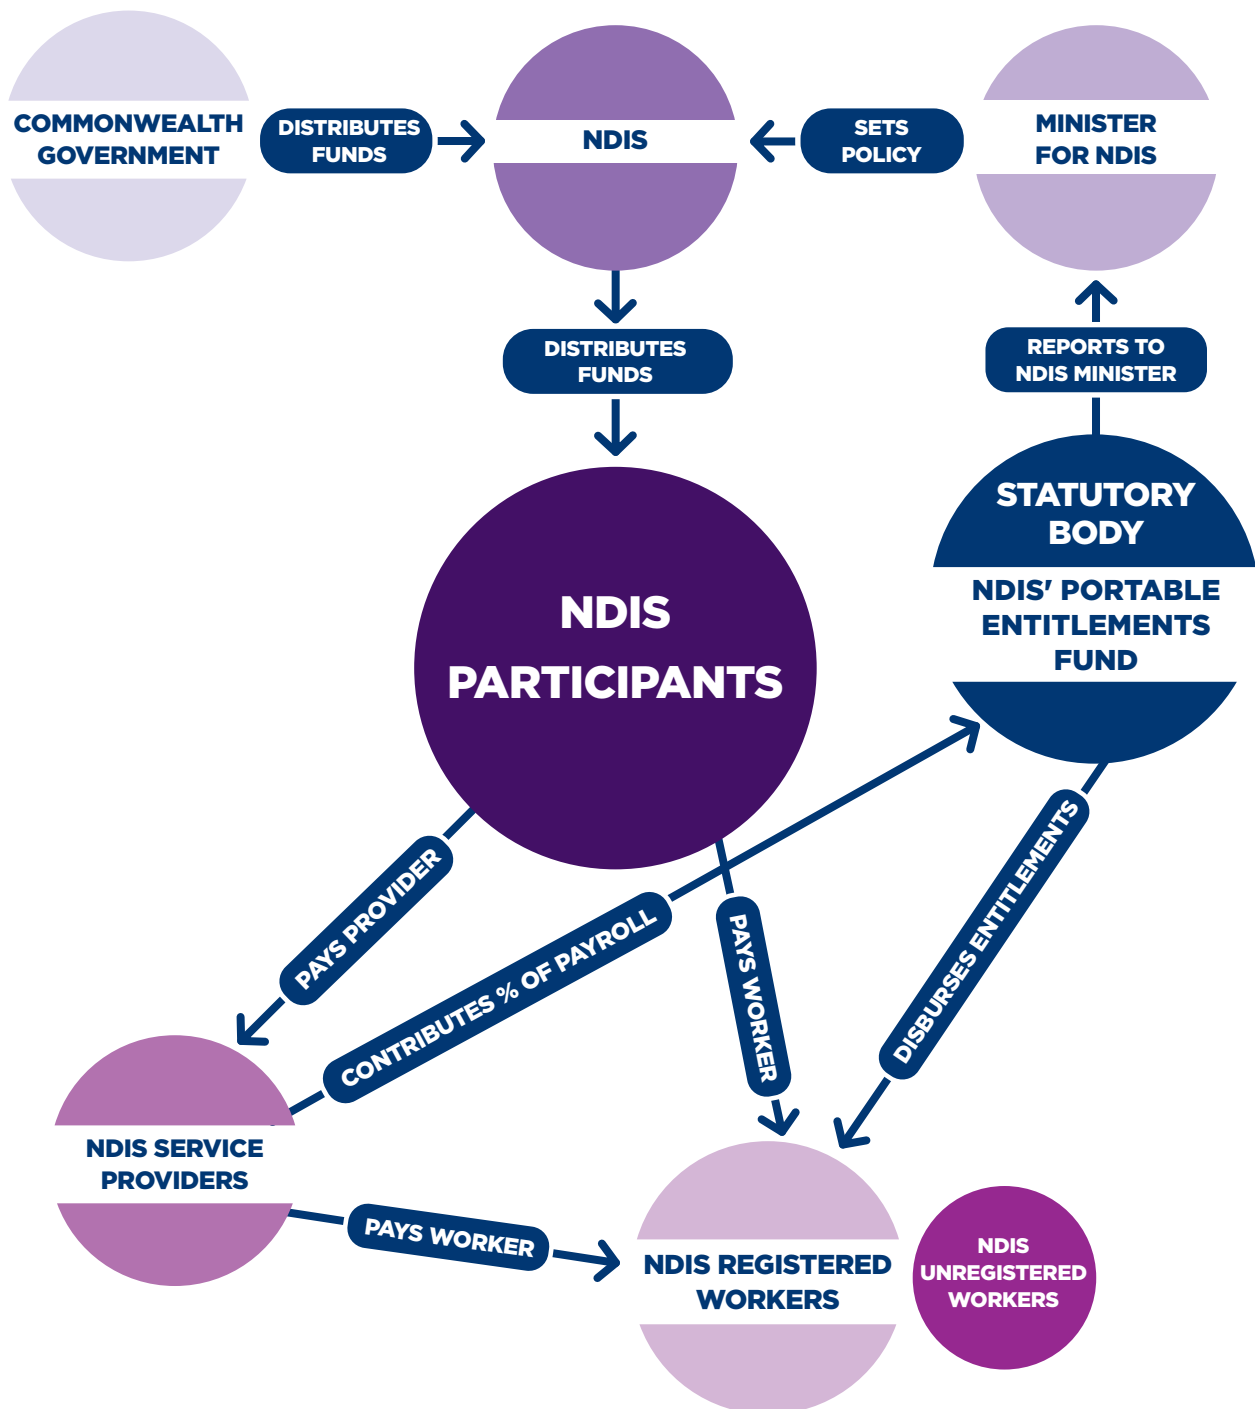 COMMONWEALTH
GOVERNMENT
DISTRIBUTES
FUNDS
NDIS
SETS
POLICY
MINISTER
FOR NDIS
DISTRIBUTES
FUNDS
REPORTS TO
NDIS MINISTER
STATUTORY
BODY
NDIS' PORTABLE
ENTITLEMENTS
FUND
NDIS
PARTICIPANTS
PAYS PROVIDER
CONTRIBUTES % OF PAYROLL
PAYS WORKER
DISBURSES ENTITLEMENTS
NDIS SERVICE
PROVIDERS
PAYS WORKER
NDIS REGISTERED
WORKERS
NDIS
UNREGISTERED
WORKERS